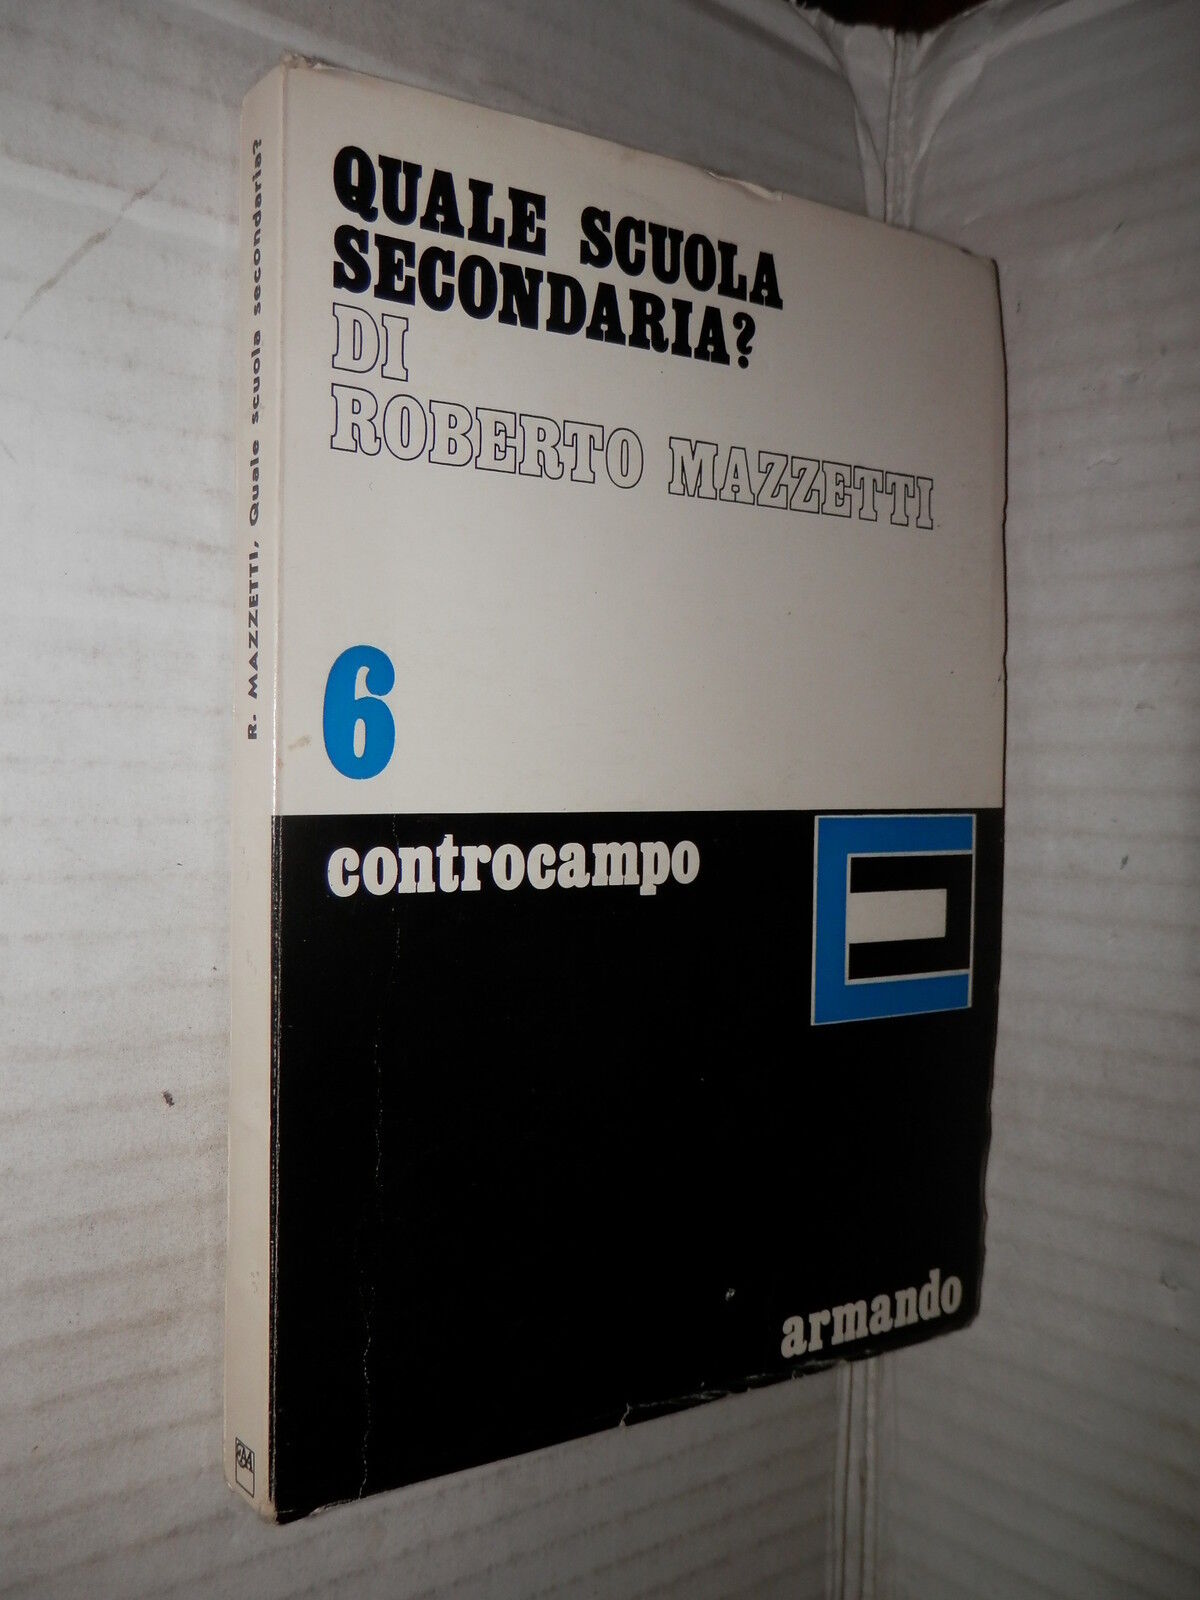 QUALE SCUOLA
SECONDARIA?
DI
ROBERTO MAZZETTI
6
controcampo
armando
R. MAZZETTI, Quale scuola secondaria?